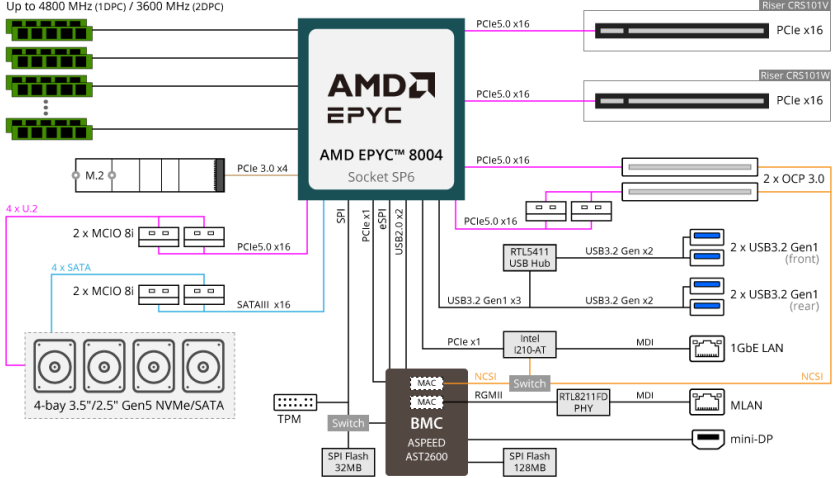 Up to 4800 MHz (1DPC) / 3600 MHz (2DPC)
Riser CRS101V
PCIe5.0 x16
PCIe x16
Riser CRS101W
PCIe5.0 x16
PCIe x16
AMD
EPYC
AMD EPYC™ 8004
Socket SP6
M.2
PCIe 3.0 x4
PCIe5.0 x16
2 x OCP 3.0
PCIe5.0 x16
4 x U.2
2 x MCIO 8i
PCIe5.0 x16
4 x SATA
2 x MCIO 8i
SATAIII x16
SPI
PCIe x1
eSPI
USB2.0 x2
RTL5411
USB Hub
USB3.2 Gen x2
2 x USB3.2 Gen1
(front)
USB3.2 Gen1 x3
USB3.2 Gen x2
2 x USB3.2 Gen1
(rear)
PCIe x1
Intel
I210-AT
MDI
1GbE LAN
4-bay 3.5"/2.5" Gen5 NVMe/SATA
MAC
NCSI
Switch
NCSI
MAC
RGMII
RTL8211FD
PHY
MDI
MLAN
TPM
Switch
BMC
ASPEED
AST2600
mini-DP
SPI Flash
32MB
SPI Flash
128MB